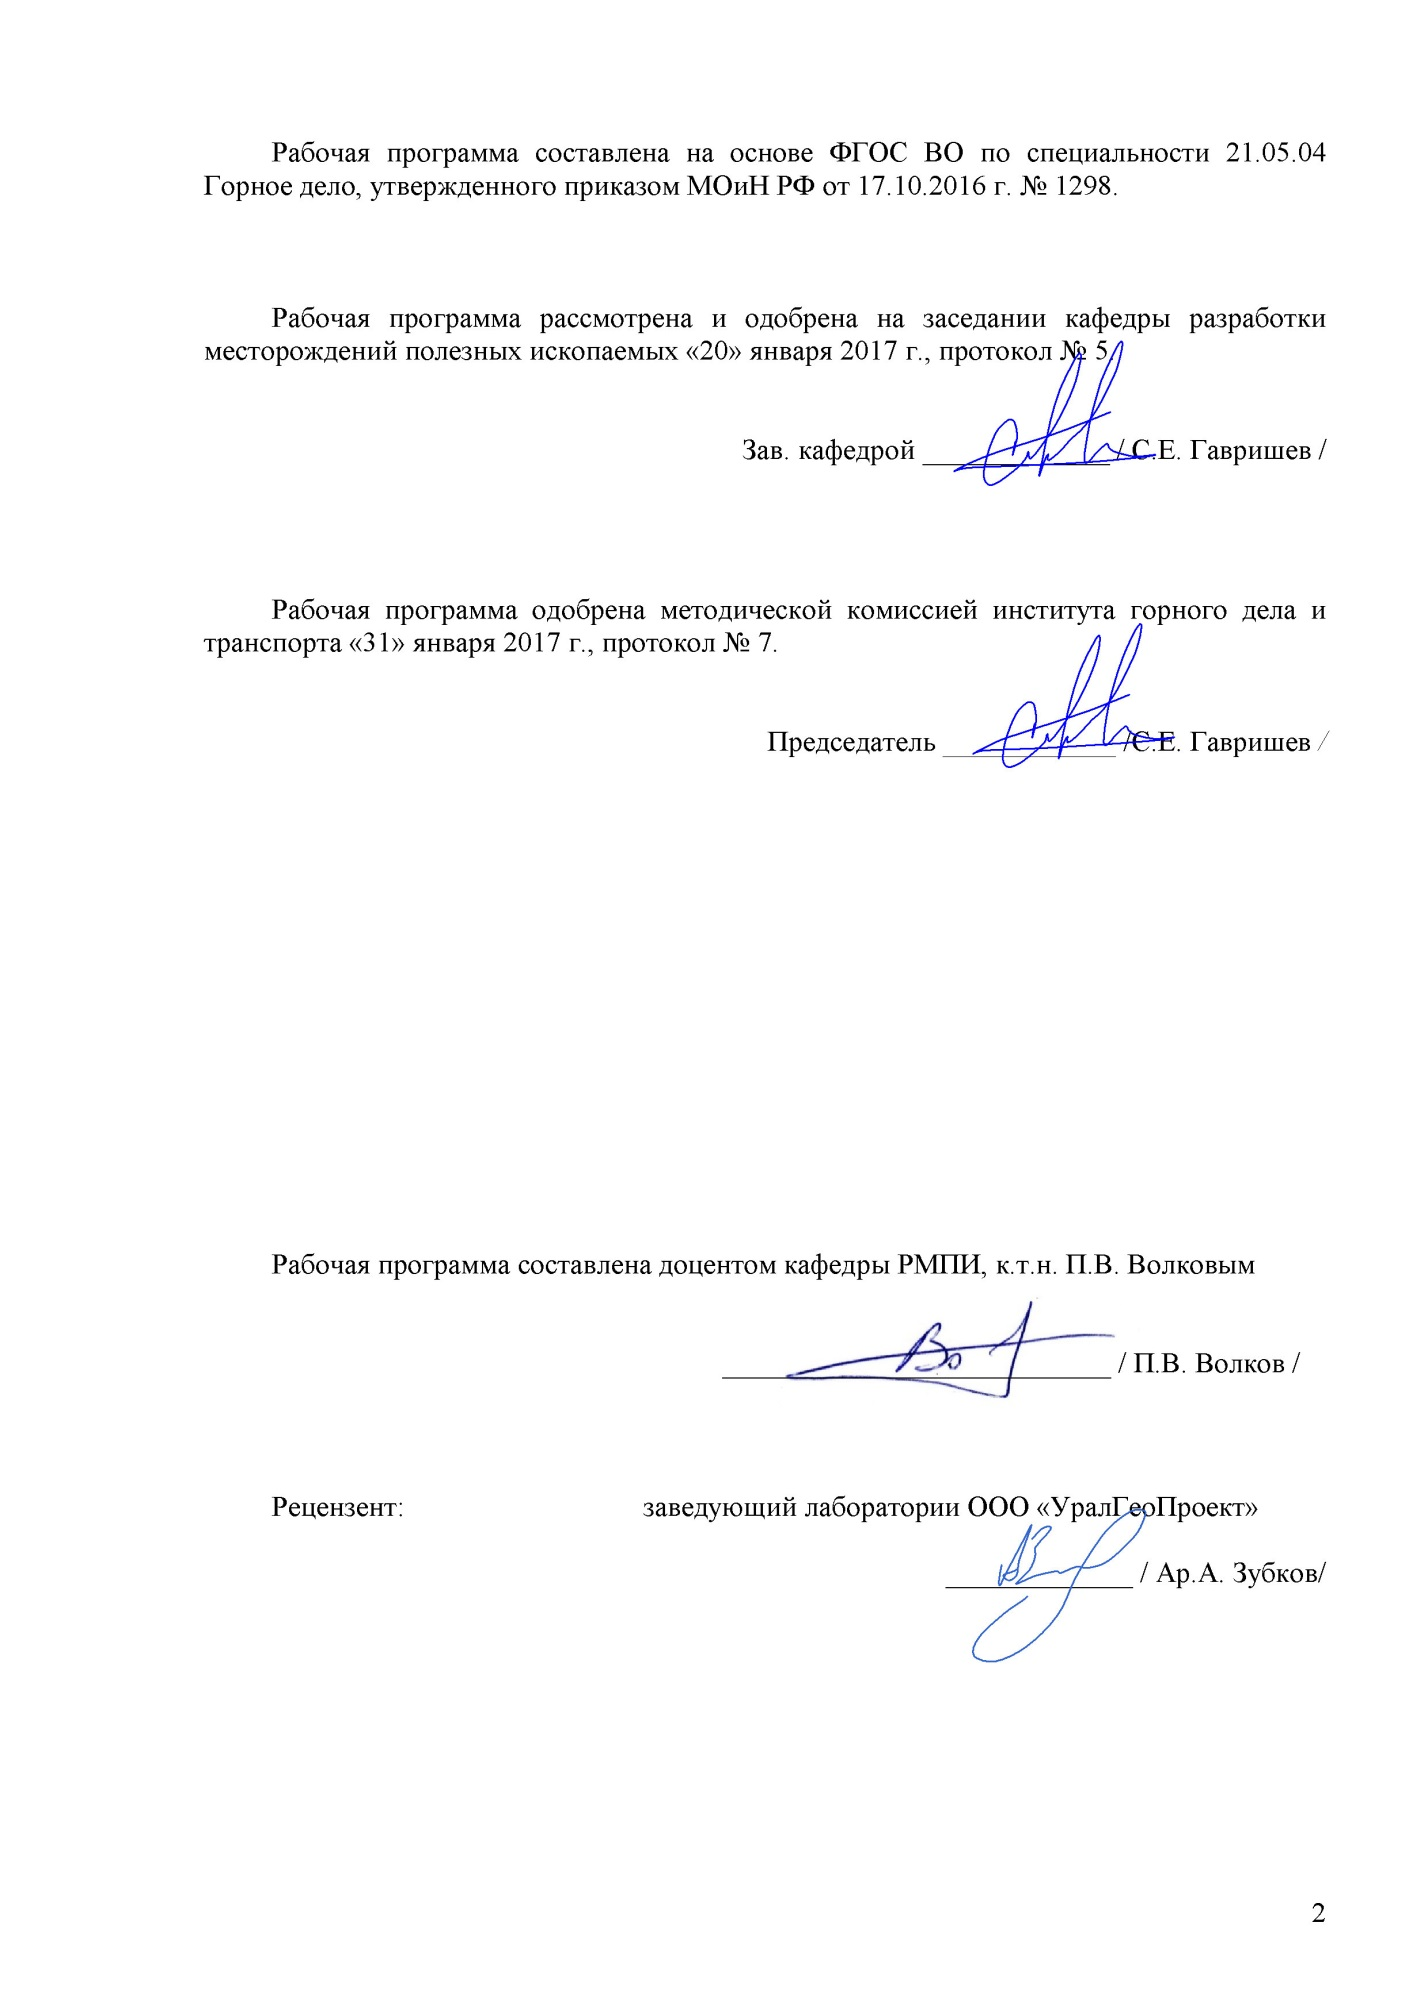 Рабочая программа составлена на основе ФГОС ВО по специальности 21.05.04
Горное дело, утвержденного приказом МОиН РФ от 17.10.2016 г. № 1298.
Рабочая программа рассмотрена и одобрена на заседании кафедры разработки
месторождений полезных ископаемых «20» января 2017 г., протокол № 5.
Зав. кафедрой _____________ / С.Е. Гавришев /
Рабочая программа одобрена методической комиссией института горного дела и
транспорта «31» января 2017 г., протокол № 7.
Председатель ____________ /С.Е. Гавришев /
Рабочая программа составлена доцентом кафедры РМПИ, к.т.н. П.В. Волковым
___________________________ / П.В. Волков /
Рецензент: заведующий лаборатории ООО «УралГеоПроект»
_____________ / Ар.А. Зубков/
2